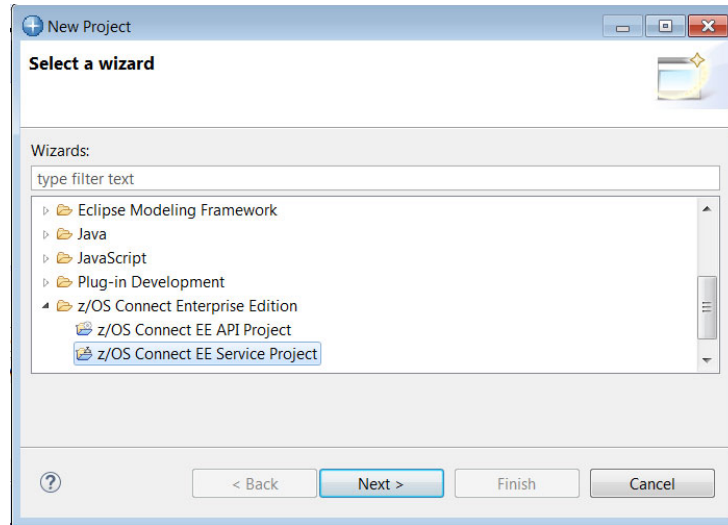 New Project
Select a wizard
Wizards:
type filter text
Eclipse Modeling Framework
Java
JavaScript
Plug-in Development
z/OS Connect Enterprise Edition
z/OS Connect EE API Project
z/OS Connect EE Service Project
? < Back Next > Finish Cancel